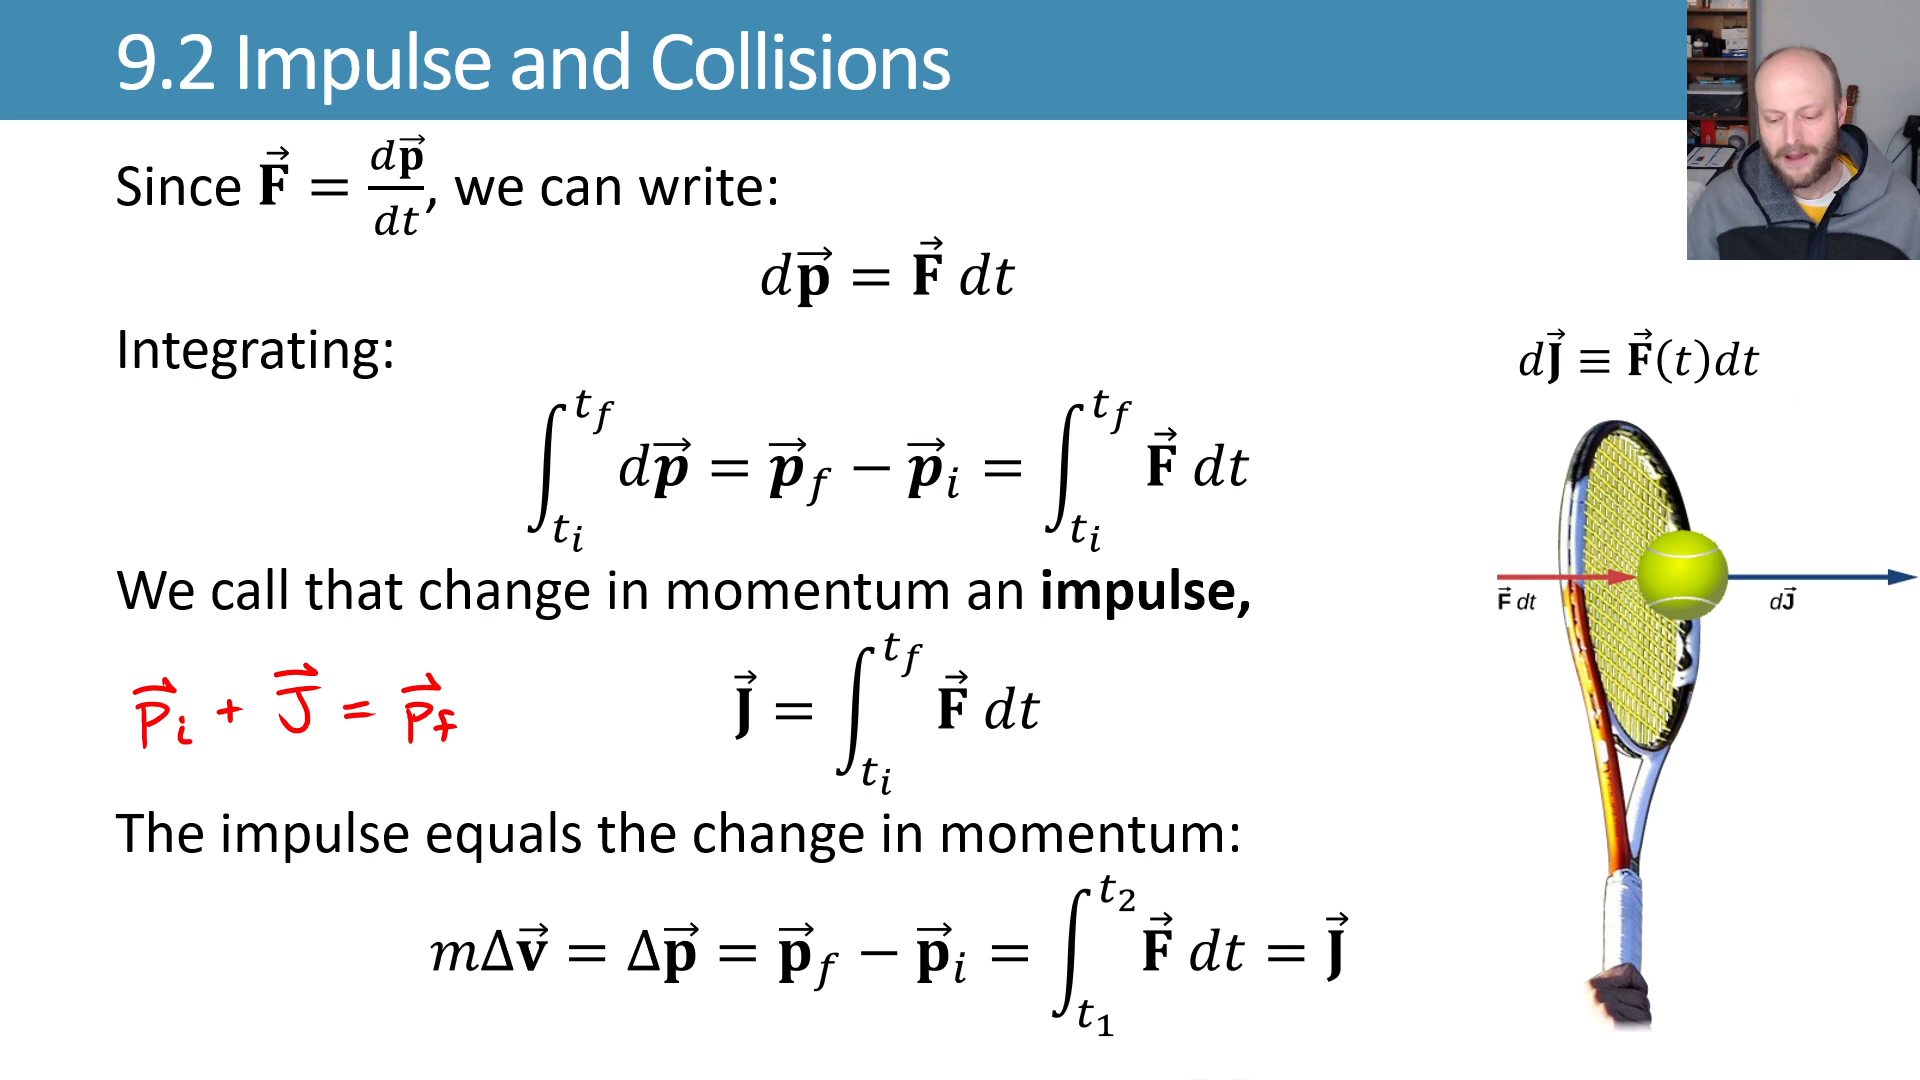 9.2 Impulse and Collisions
Since F⃗ = dp⃗/dt, we can write:
dp⃗ = F⃗ dt
Integrating:
dJ⃗ ≡ F⃗(t)dt
∫_{t_i}^{t_f} dp⃗ = p⃗_f − p⃗_i = ∫_{t_i}^{t_f} F⃗ dt
We call that change in momentum an impulse,
F⃗ dt
dJ⃗
p⃗_i + J⃗ = p⃗_f
J⃗ = ∫_{t_i}^{t_f} F⃗ dt
The impulse equals the change in momentum:
mΔv⃗ = Δp⃗ = p⃗_f − p⃗_i = ∫_{t_1}^{t_2} F⃗ dt = J⃗